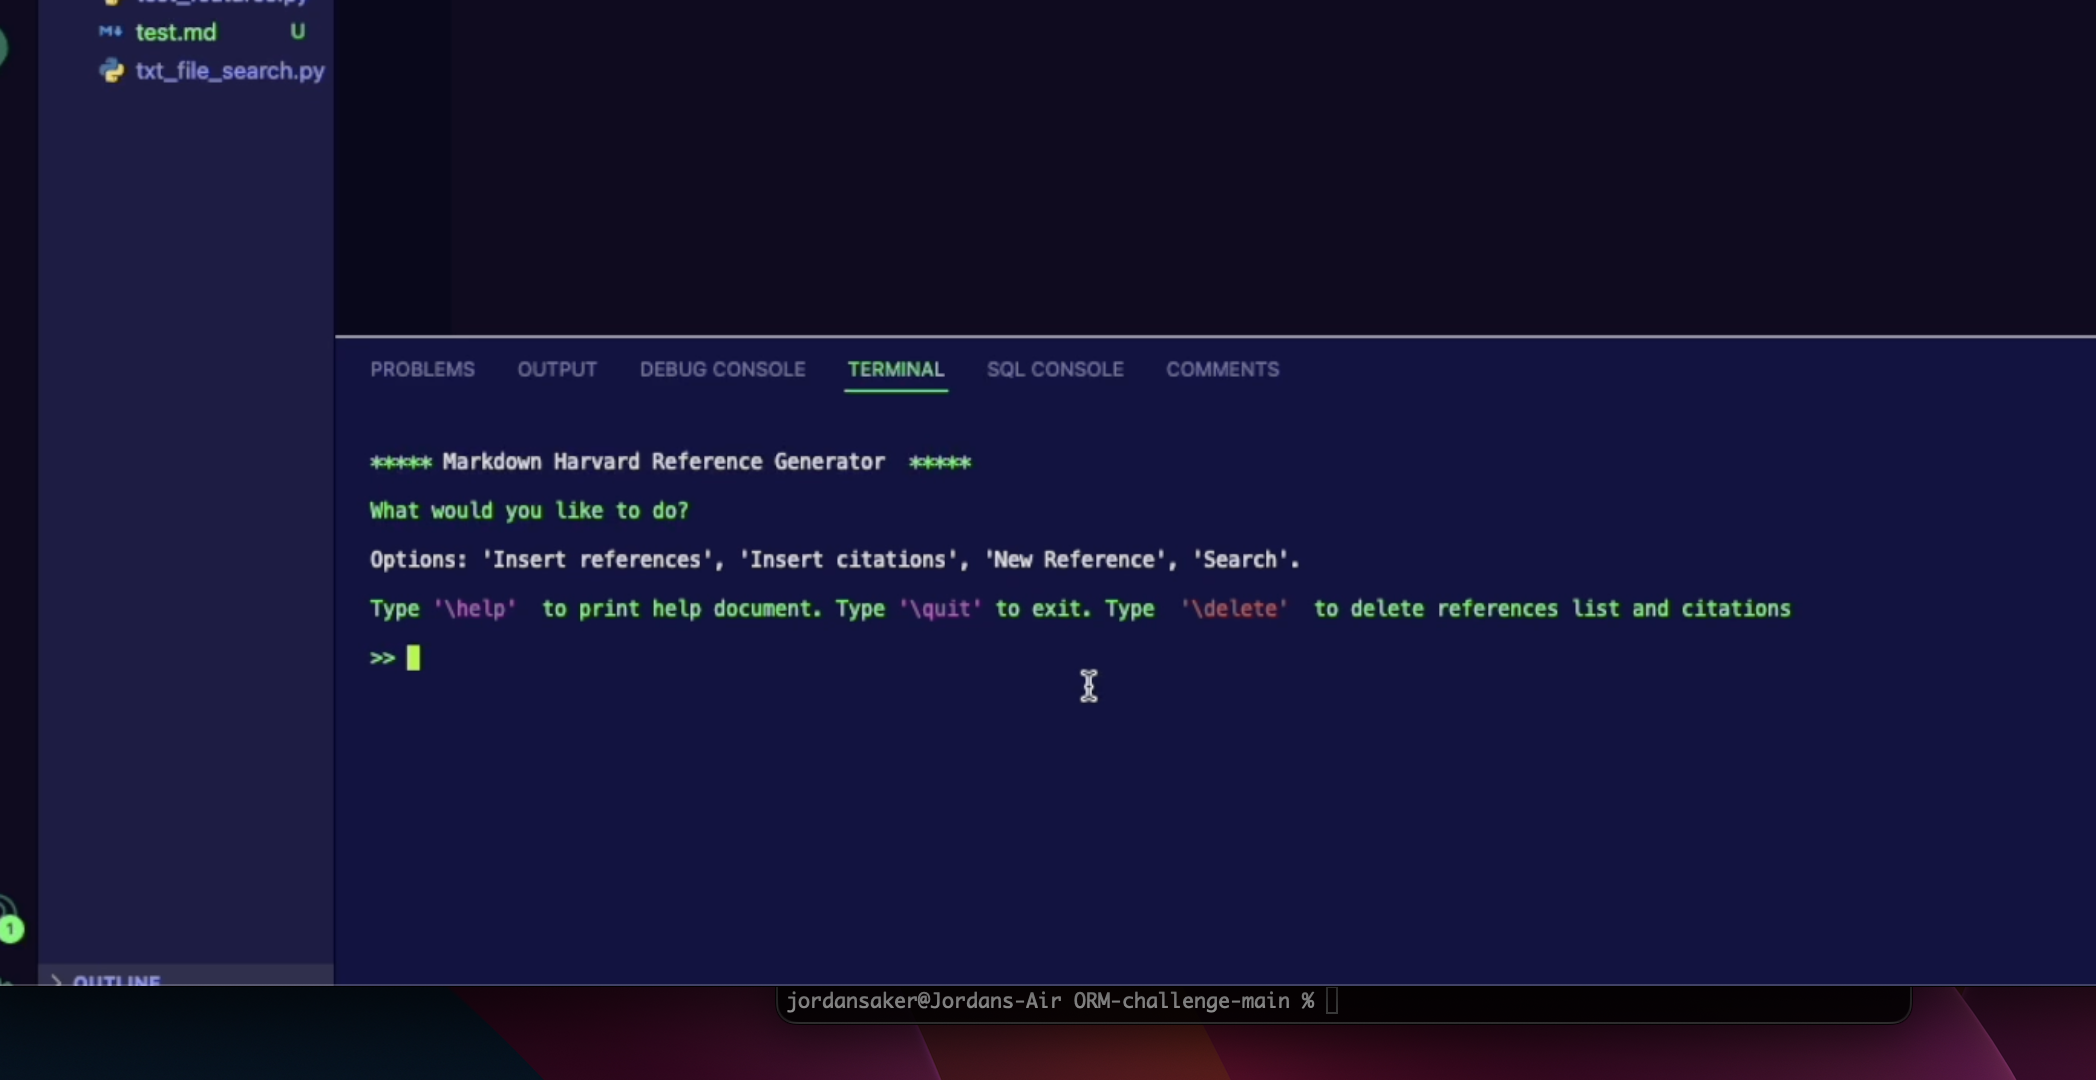 test_features.py
test.md U
txt_file_search.py
PROBLEMS OUTPUT DEBUG CONSOLE TERMINAL SQL CONSOLE COMMENTS
***** Markdown Harvard Reference Generator *****
What would you like to do?
Options: 'Insert references', 'Insert citations', 'New Reference', 'Search'.
Type '\help' to print help document. Type '\quit' to exit. Type '\delete' to delete references list and citations
>>
1
OUTLINE
jordansaker@Jordans-Air ORM-challenge-main %